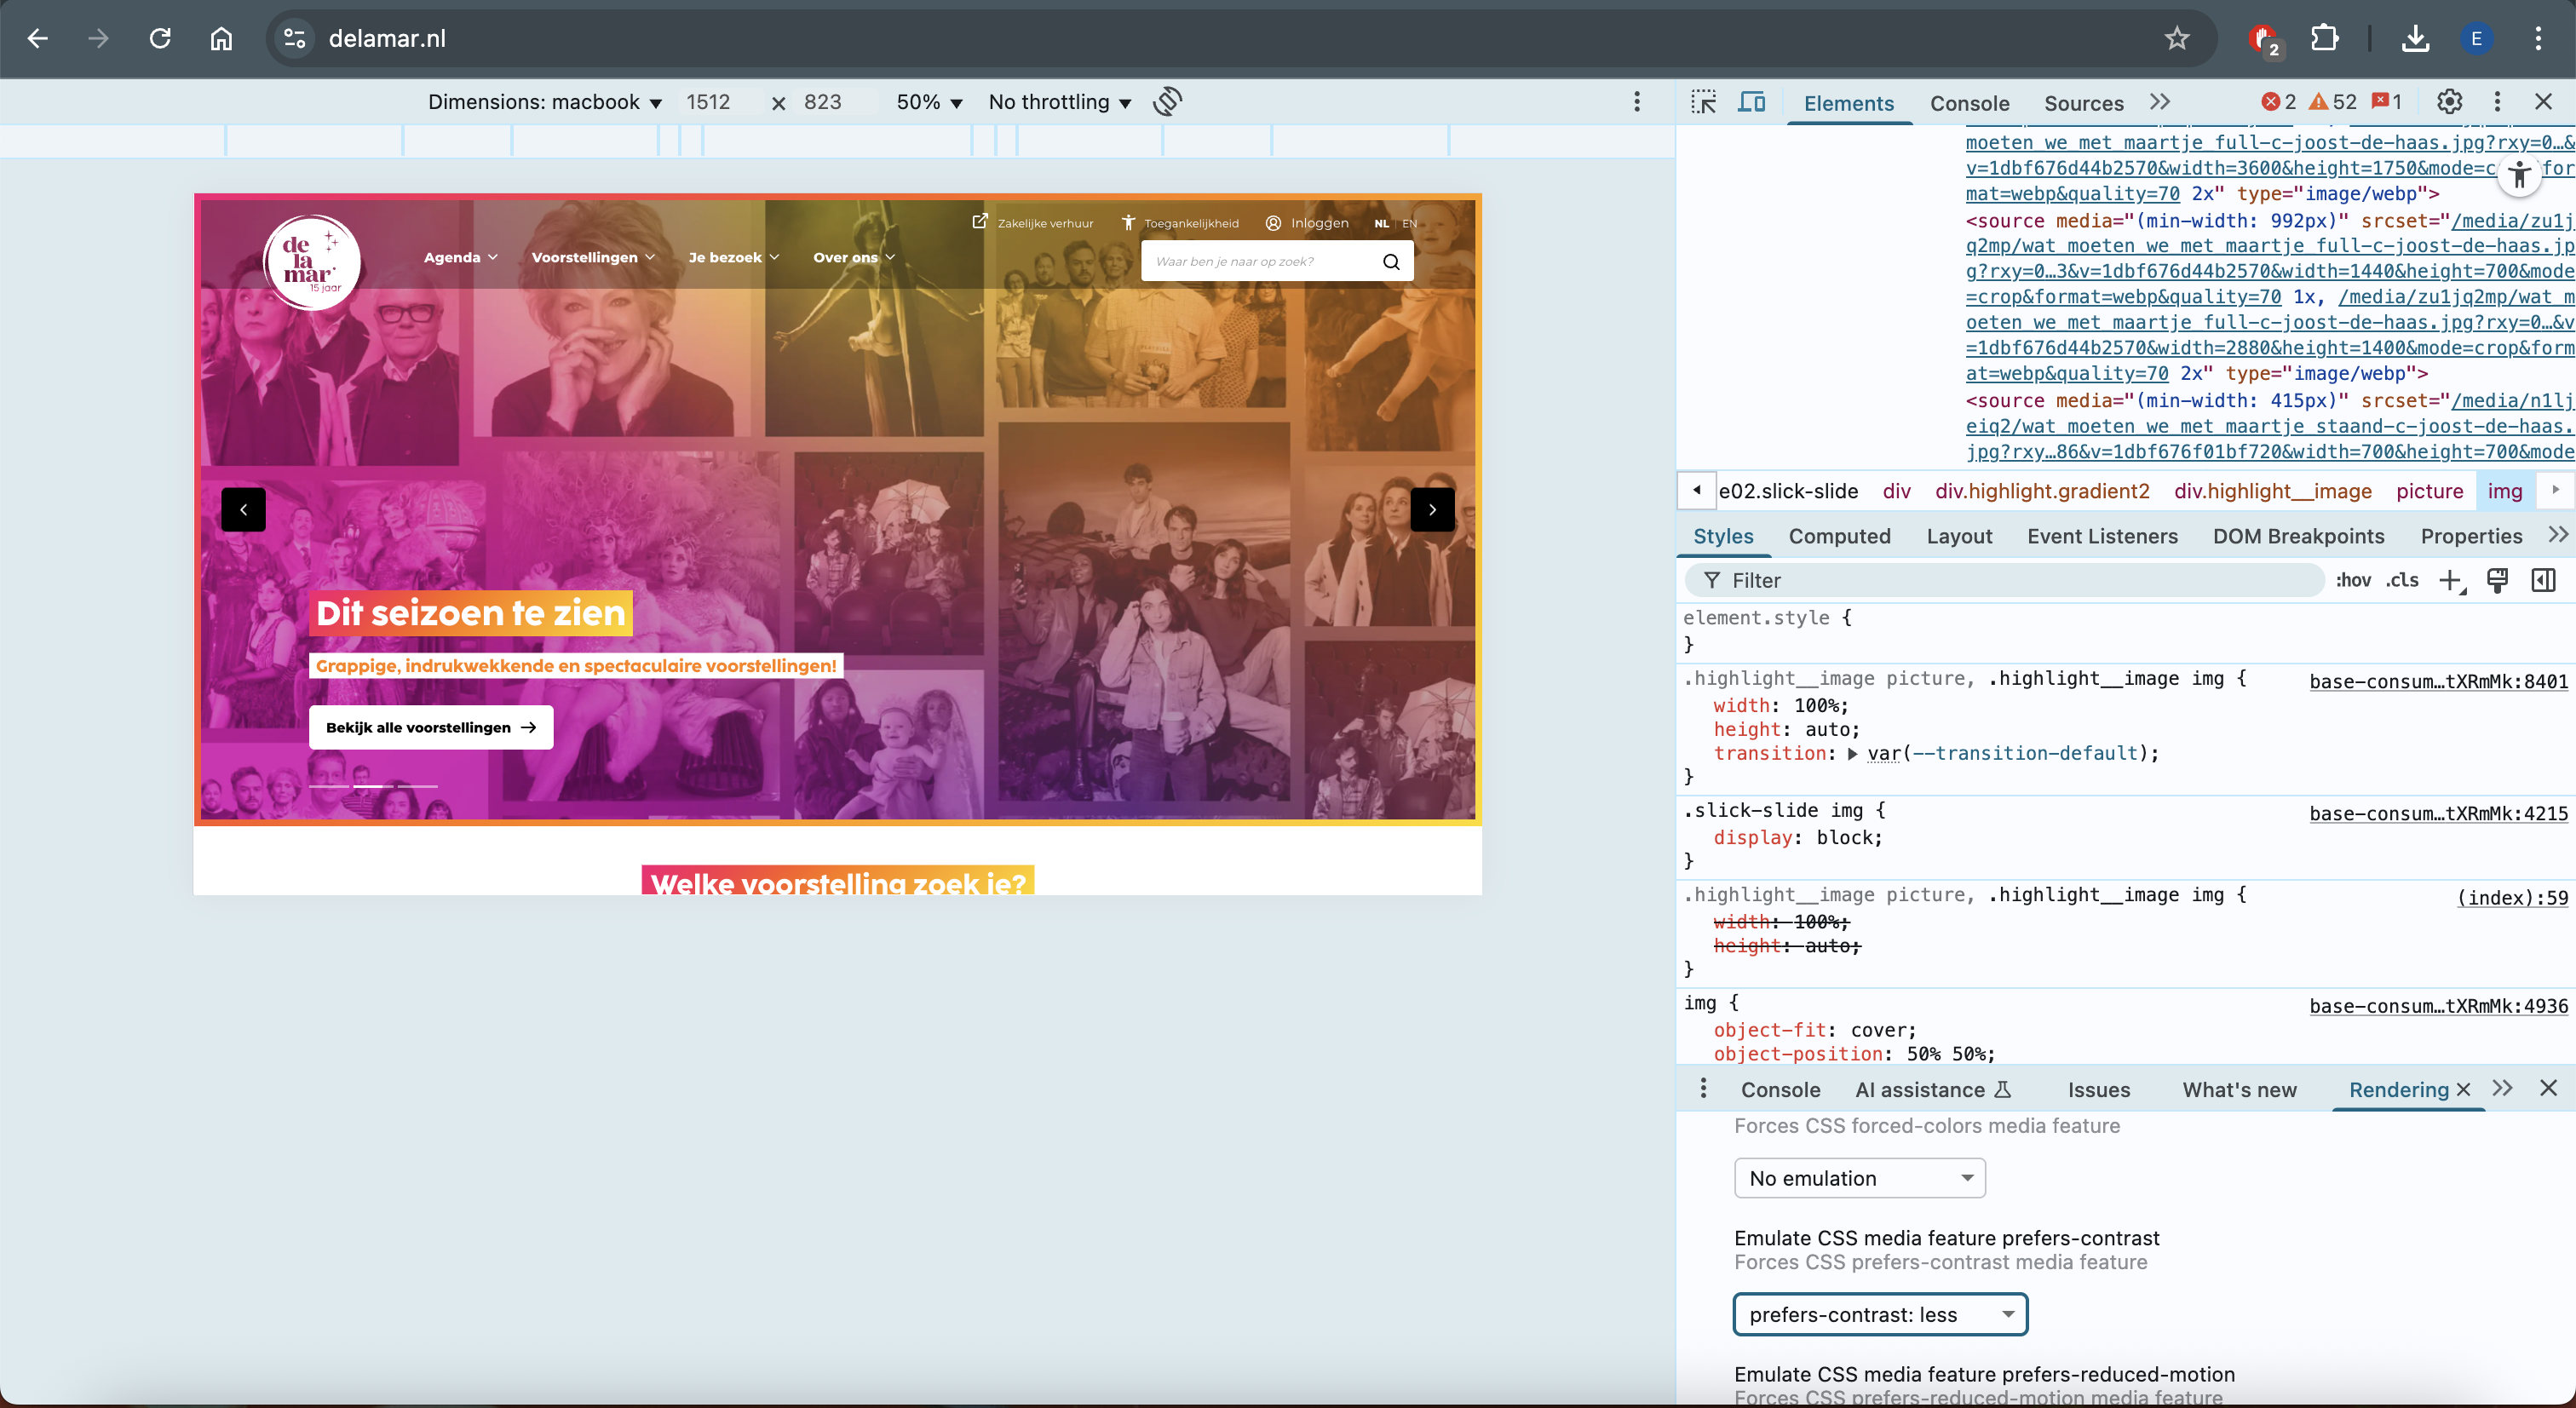 delamar.nl
2
E
Dimensions: macbook ▼ 1512 × 823 50% ▼ No throttling ▼
Elements Console Sources 2 52 1
Zakelijke verhuur Toegankelijkheid Inloggen NL | EN
de
la
mar
15 jaar
Agenda Voorstellingen Je bezoek Over ons
Waar ben je naar op zoek?
Dit seizoen te zien
Grappige, indrukwekkende en spectaculaire voorstellingen!
Bekijk alle voorstellingen →
Welke voorstelling zoek je?
moeten_we_met_maartje_full-c-joost-de-haas.jpg?rxy=0…&
v=1dbf676d44b2570&width=3600&height=1750&mode=c for
mat=webp&quality=70 2x" type="image/webp">
<source media="(min-width: 992px)" srcset="/media/zu1j
q2mp/wat_moeten_we_met_maartje_full-c-joost-de-haas.jp
g?rxy=0…3&v=1dbf676d44b2570&width=1440&height=700&mode
=crop&format=webp&quality=70 1x, /media/zu1jq2mp/wat_m
oeten_we_met_maartje_full-c-joost-de-haas.jpg?rxy=0…&v
=1dbf676d44b2570&width=2880&height=1400&mode=crop&form
at=webp&quality=70 2x" type="image/webp">
<source media="(min-width: 415px)" srcset="/media/n1lj
eiq2/wat_moeten_we_met_maartje_staand-c-joost-de-haas.
jpg?rxy…86&v=1dbf676f01bf720&width=700&height=700&mode
e02.slick-slide div div.highlight.gradient2 div.highlight__image picture img
Styles Computed Layout Event Listeners DOM Breakpoints Properties
Filter :hov .cls
element.style {
}
.highlight__image picture, .highlight__image img { base-consum…tXRmMk:8401
width: 100%;
height: auto;
transition: var(--transition-default);
}
.slick-slide img { base-consum…tXRmMk:4215
display: block;
}
.highlight__image picture, .highlight__image img { (index):59
width: 100%;
height: auto;
}
img { base-consum…tXRmMk:4936
object-fit: cover;
object-position: 50% 50%;
Console AI assistance Issues What's new Rendering
Forces CSS forced-colors media feature
No emulation
Emulate CSS media feature prefers-contrast
Forces CSS prefers-contrast media feature
prefers-contrast: less
Emulate CSS media feature prefers-reduced-motion
Forces CSS prefers-reduced-motion media feature